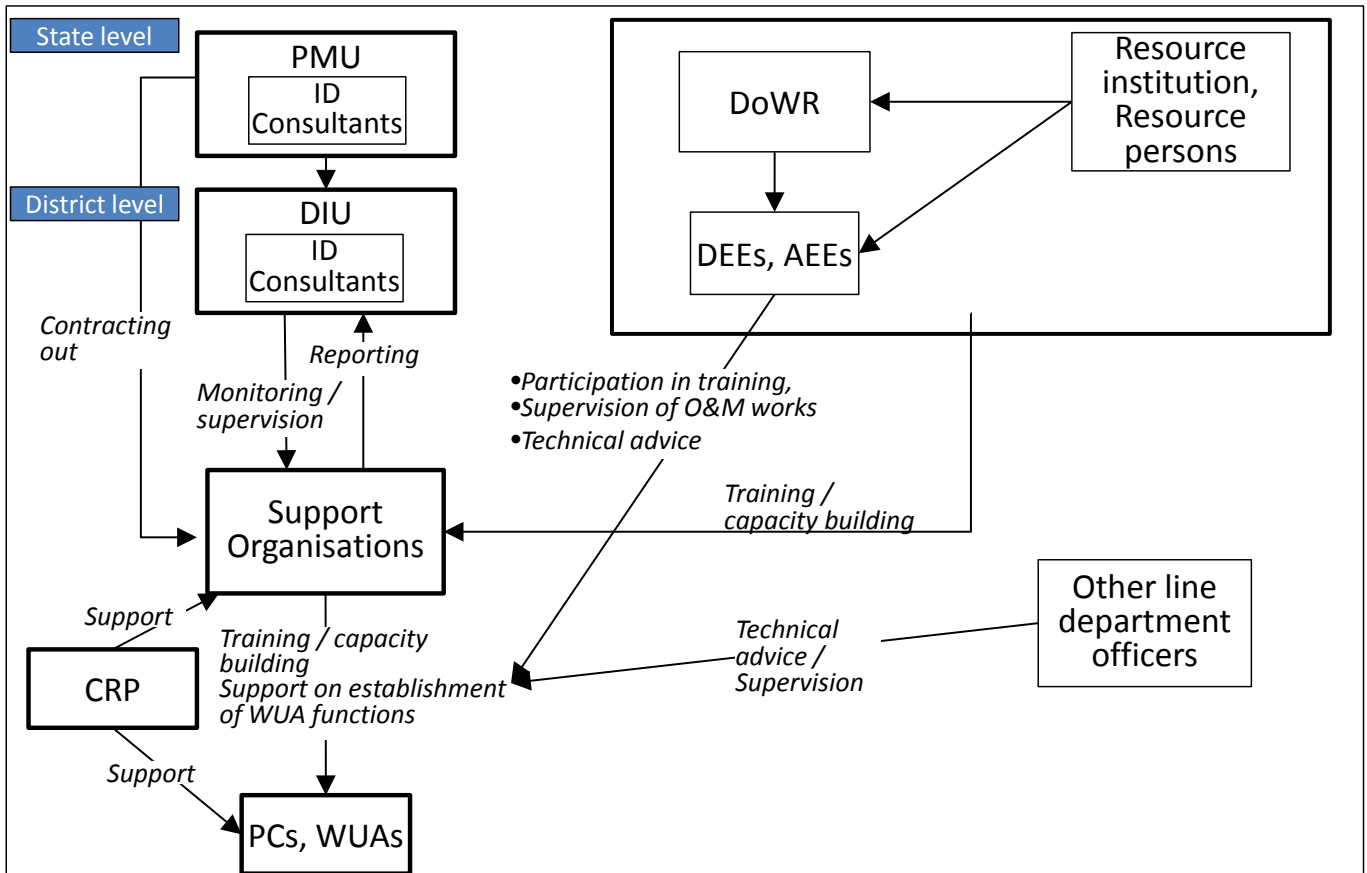 State level
PMU
ID
Consultants
DoWR
Resource
institution,
Resource
persons
District level
DIU
ID
Consultants
DEEs, AEEs
Contracting
out
Reporting
Monitoring /
supervision
•Participation in training,
•Supervision of O&M works
•Technical advice
Support
Organisations
Training /
capacity building
Support
Training / capacity
building
Support on establishment
of WUA functions
Technical
advice /
Supervision
Other line
department
officers
CRP
Support
PCs, WUAs